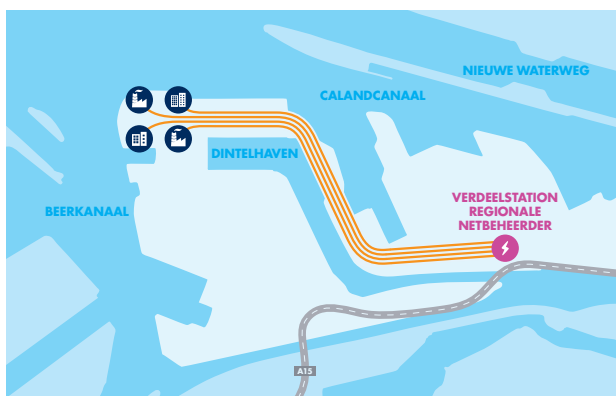 NIEUWE WATERWEG
CALANDCANAAL
DINTELHAVEN
BEERKANAAL
VERDEELSTATION
REGIONALE
NETBEHEERDER
A15